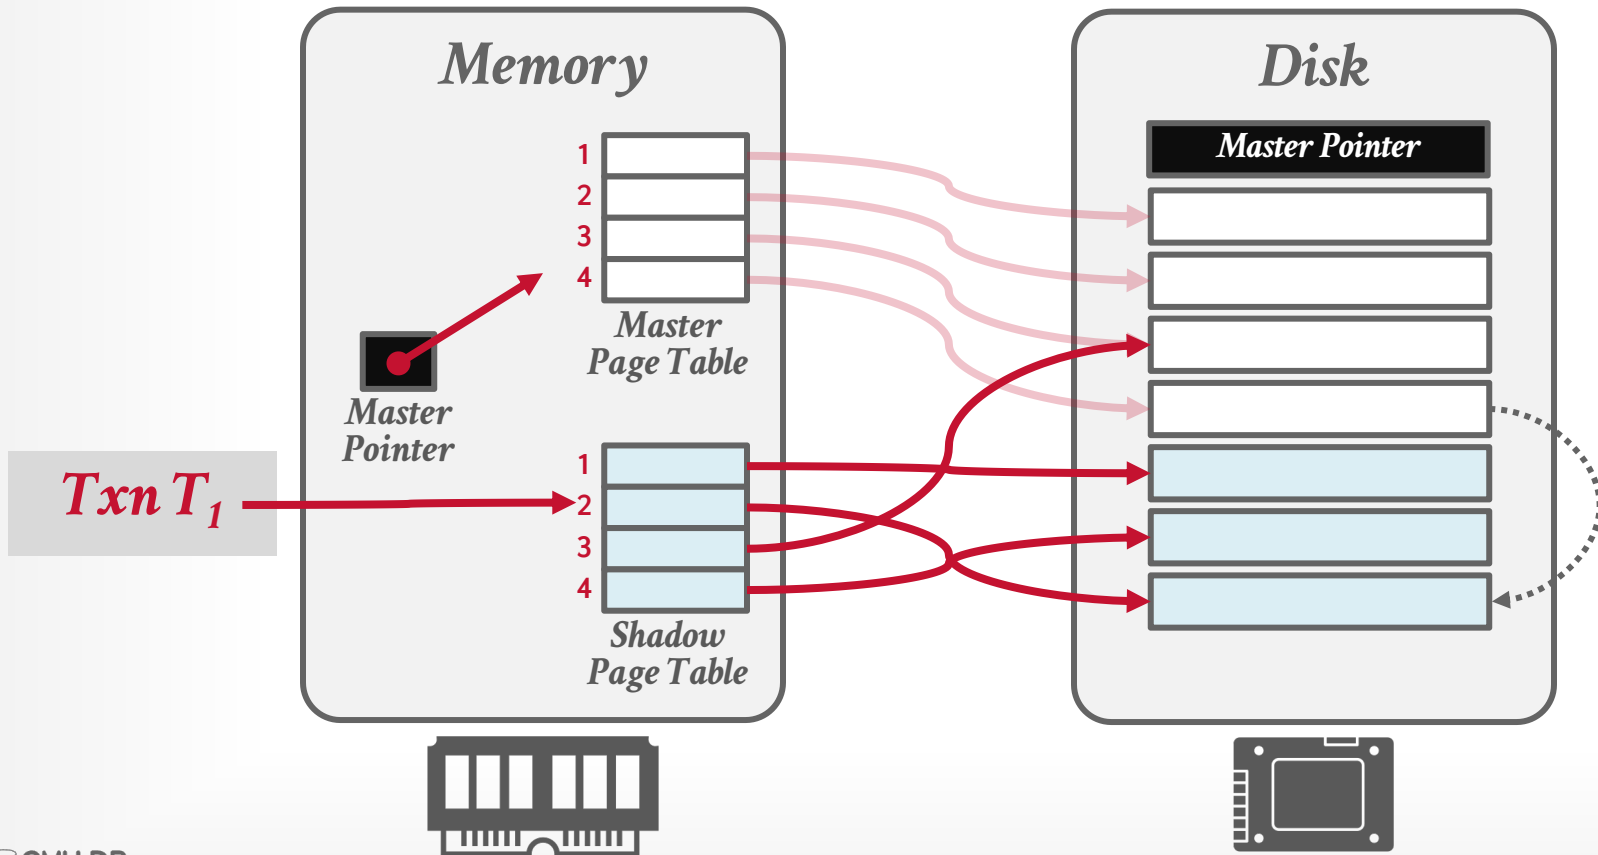 Memory
Disk
Master Pointer
1
2
3
4
Master
Page Table
Master
Pointer
Txn T1
1
2
3
4
Shadow
Page Table